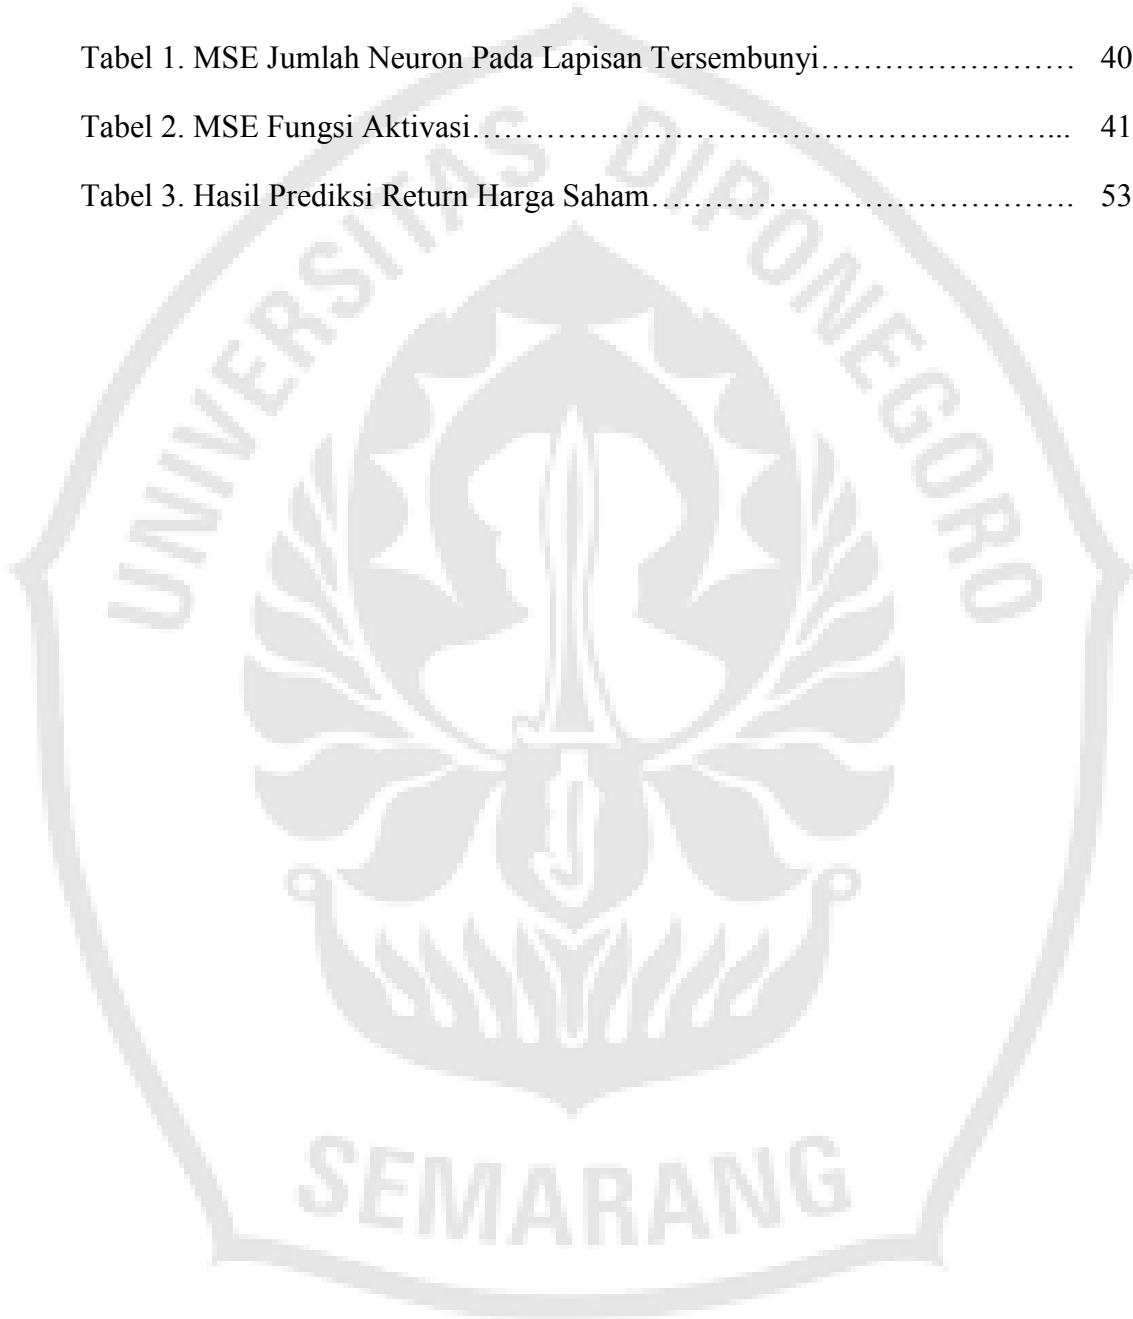 Tabel 1. MSE Jumlah Neuron Pada Lapisan Tersembunyi…………………… 40
Tabel 2. MSE Fungsi Aktivasi……………………….……………………... 41
Tabel 3. Hasil Prediksi Return Harga Saham…………………………………. 53
UNIVERSITAS DIPONEGORO
SEMARANG